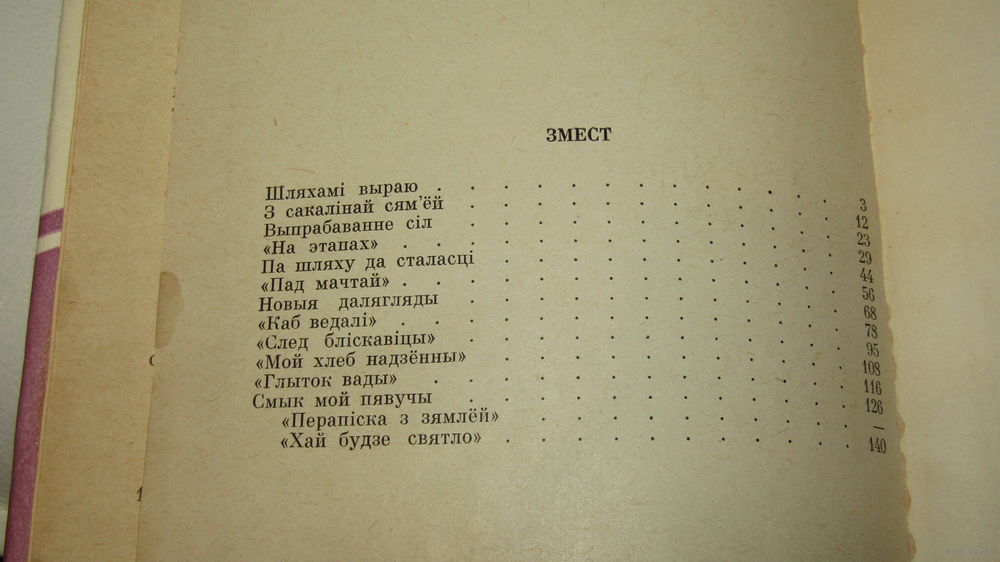 ЗМЕСТ
Шляхамі выраю . . . . . . . . . . . . 3
З сакалінай сям'ёй . . . . . . . . . . . 12
Выпрабаванне сіл . . . . . . . . . . . 23
«На этапах» . . . . . . . . . . . . . 29
Па шляху да сталасці . . . . . . . . . . 44
«Пад мачтай» . . . . . . . . . . . . . 56
Новыя далягляды . . . . . . . . . . . 68
«Каб ведалі» . . . . . . . . . . . . . 78
«След бліскавіцы» . . . . . . . . . . . 95
«Мой хлеб надзённы» . . . . . . . . . . 108
«Глыток вады» . . . . . . . . . . . . 116
Смык мой пявучы . . . . . . . . . . . 126
«Перапіска з зямлёй» . . . . . . . . . —
«Хай будзе святло» . . . . . . . . . . 140